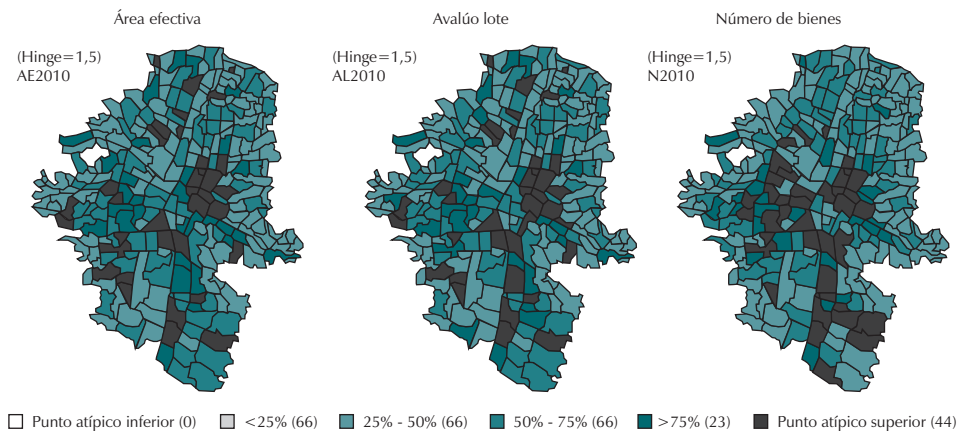 Área efectiva
Avalúo lote
Número de bienes
(Hinge=1,5)
AE2010
(Hinge=1,5)
AL2010
(Hinge=1,5)
N2010
Punto atípico inferior (0)
<25% (66)
25% - 50% (66)
50% - 75% (66)
>75% (23)
Punto atípico superior (44)